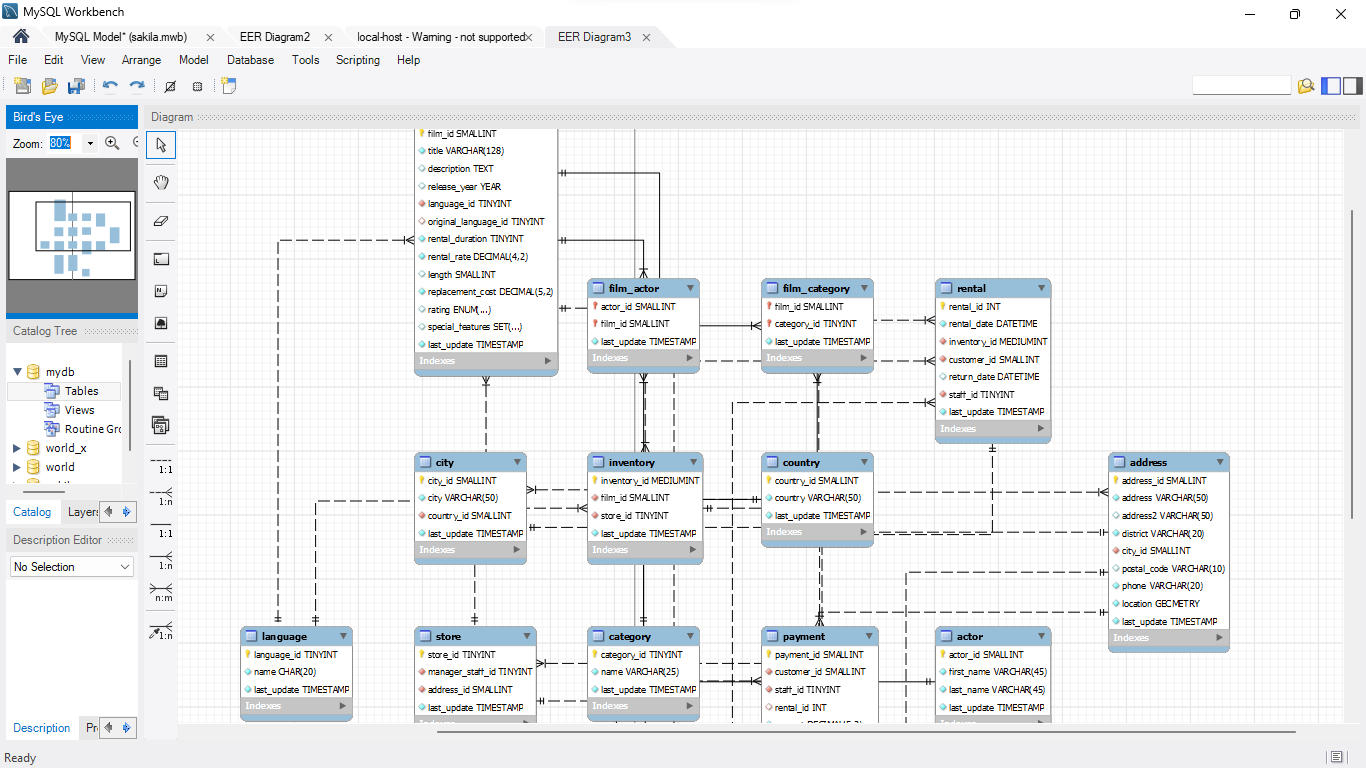 MySQL Workbench
MySQL Model* (sakila.mwb)
EER Diagram2
local-host - Warning - not supported
EER Diagram3
File Edit View Arrange Model Database Tools Scripting Help
Bird's Eye
Zoom: 80%
Catalog Tree
mydb
Tables
Views
Routine Gro
world_x
world
Catalog Layers
Description Editor
No Selection
Description Pr
Diagram
1:1
1:n
1:1
1:n
n:m
1:n
film_id SMALLINT
title VARCHAR(128)
description TEXT
release_year YEAR
language_id TINYINT
original_language_id TINYINT
rental_duration TINYINT
rental_rate DECIMAL(4,2)
length SMALLINT
replacement_cost DECIMAL(5,2)
rating ENUM(...)
special_features SET(...)
last_update TIMESTAMP
Indexes
film_actor
actor_id SMALLINT
film_id SMALLINT
last_update TIMESTAMP
Indexes
film_category
film_id SMALLINT
category_id TINYINT
last_update TIMESTAMP
Indexes
rental
rental_id INT
rental_date DATETIME
inventory_id MEDIUMINT
customer_id SMALLINT
return_date DATETIME
staff_id TINYINT
last_update TIMESTAMP
Indexes
city
city_id SMALLINT
city VARCHAR(50)
country_id SMALLINT
last_update TIMESTAMP
Indexes
inventory
inventory_id MEDIUMINT
film_id SMALLINT
store_id TINYINT
last_update TIMESTAMP
Indexes
country
country_id SMALLINT
country VARCHAR(50)
last_update TIMESTAMP
Indexes
address
address_id SMALLINT
address VARCHAR(50)
address2 VARCHAR(50)
district VARCHAR(20)
city_id SMALLINT
postal_code VARCHAR(10)
phone VARCHAR(20)
location GEOMETRY
last_update TIMESTAMP
Indexes
language
language_id TINYINT
name CHAR(20)
last_update TIMESTAMP
Indexes
store
store_id TINYINT
manager_staff_id TINYINT
address_id SMALLINT
last_update TIMESTAMP
category
category_id TINYINT
name VARCHAR(25)
last_update TIMESTAMP
Indexes
payment
payment_id SMALLINT
customer_id SMALLINT
staff_id TINYINT
rental_id INT
actor
actor_id SMALLINT
first_name VARCHAR(45)
last_name VARCHAR(45)
last_update TIMESTAMP
Ready